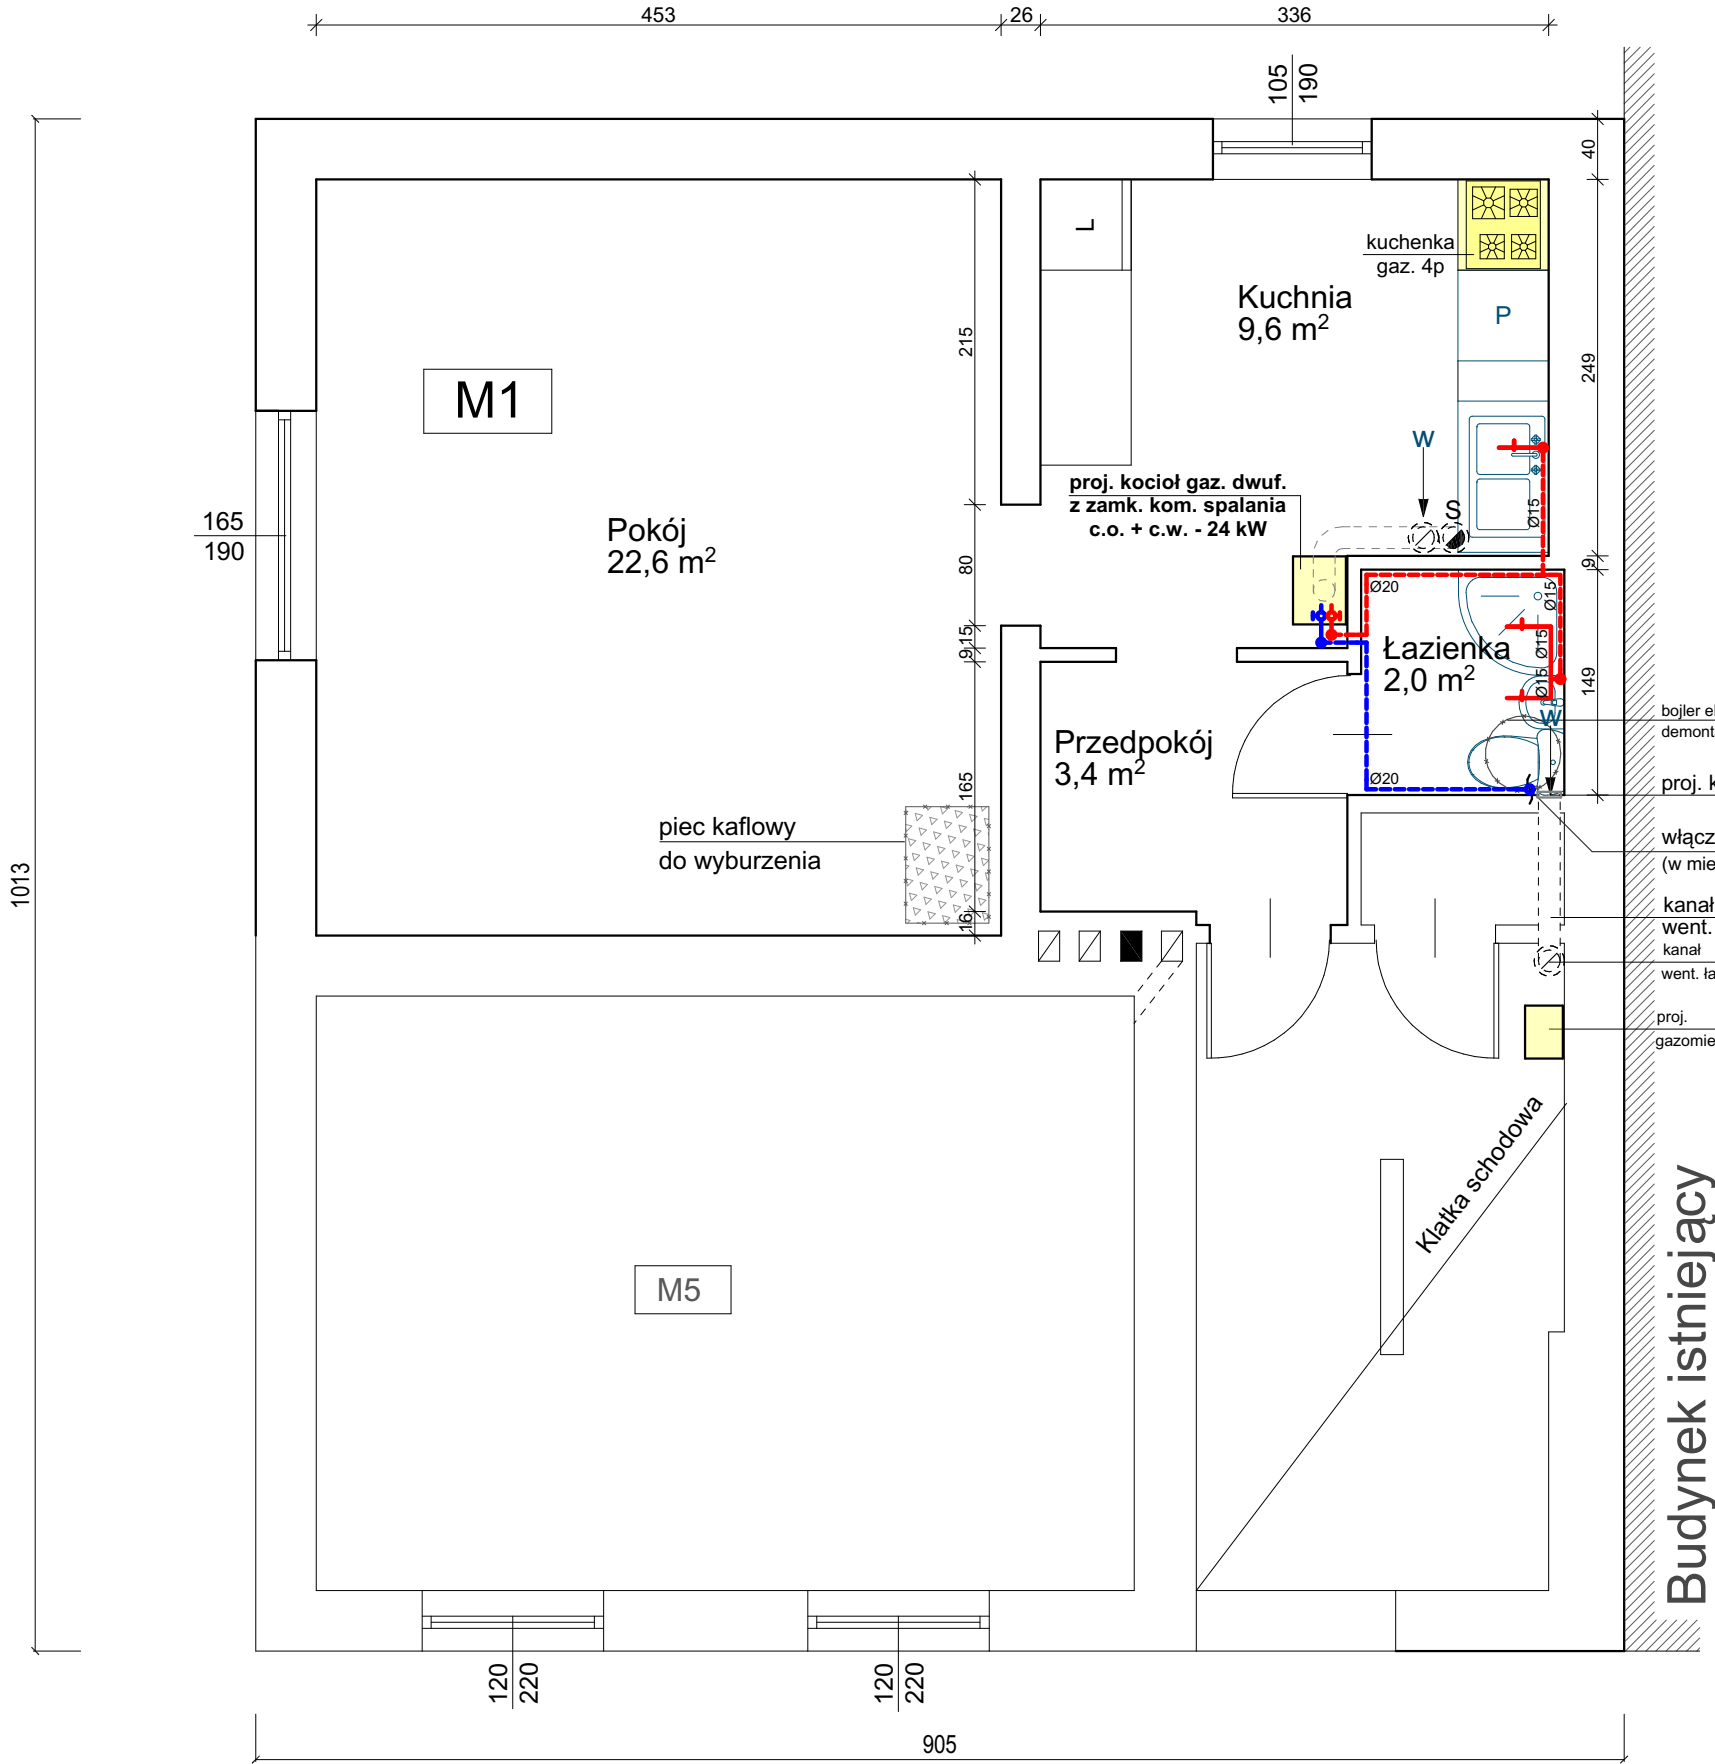 453
26
336
105
190
40
L
kuchenka
gaz. 4p
Kuchnia
9,6 m²
P
215
249
M1
W
S
proj. kocioł gaz. dwuf.
z zamk. kom. spalania
c.o. + c.w. - 24 kW
Ø15
165
190
Pokój
22,6 m²
80
9
Ø20
Ø15
15
9
Łazienka
2,0 m²
Ø15
Ø15
149
W
bojler el
demont
Przedpokój
3,4 m²
165
Ø20
proj. k
piec kaflowy
do wyburzenia
włącz
(w mie
1013
16
kanał
went.
kanał
went. ła
proj.
gazomie
Klatka schodowa
M5
Budynek istniejący
120
220
120
220
905